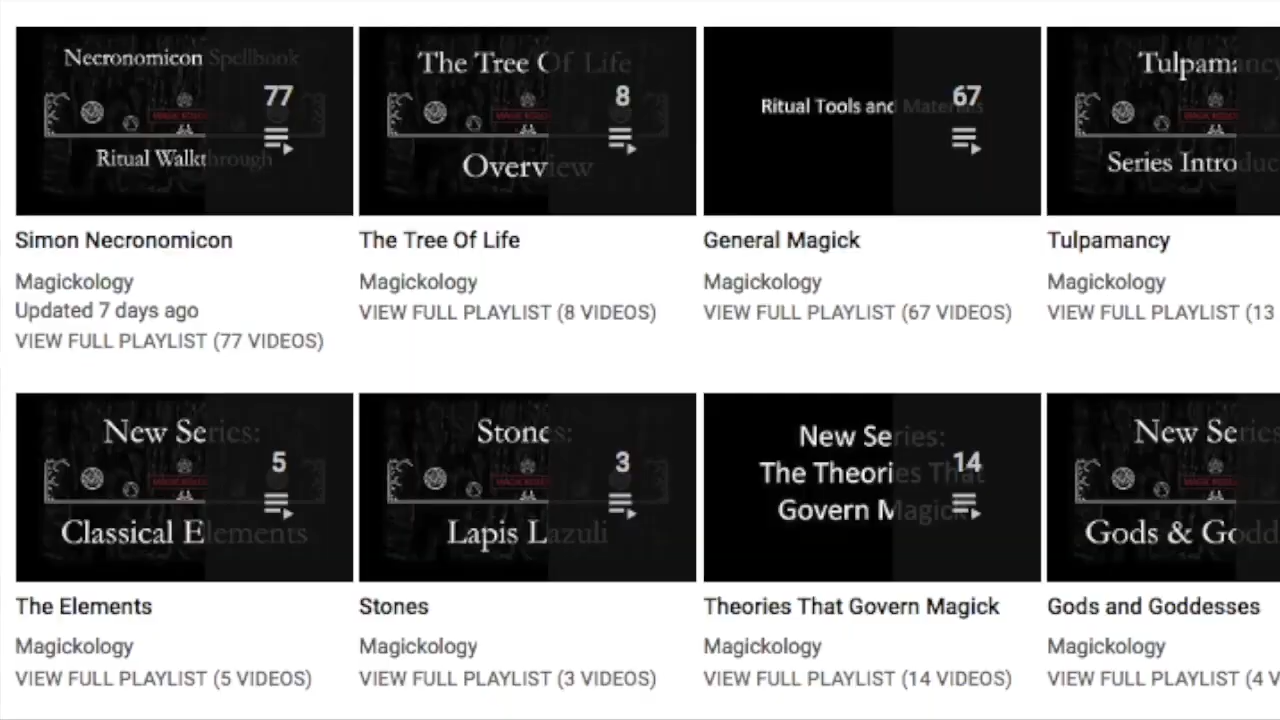 Necronomicon Spellbook
77
Ritual Walkthrough
Simon Necronomicon
Magickology
Updated 7 days ago
VIEW FULL PLAYLIST (77 VIDEOS)
The Tree Of Life
8
Overview
The Tree Of Life
Magickology
VIEW FULL PLAYLIST (8 VIDEOS)
67
Ritual Tools and Materials
General Magick
Magickology
VIEW FULL PLAYLIST (67 VIDEOS)
Tulpamancy
Series Introduc
Tulpamancy
Magickology
VIEW FULL PLAYLIST (13
New Series:
5
Classical Elements
The Elements
Magickology
VIEW FULL PLAYLIST (5 VIDEOS)
Stones:
3
Lapis Lazuli
Stones
Magickology
VIEW FULL PLAYLIST (3 VIDEOS)
New Series:
The Theories That
14
Govern Magick
Theories That Govern Magick
Magickology
VIEW FULL PLAYLIST (14 VIDEOS)
New Series
Gods & Godd
Gods and Goddesses
Magickology
VIEW FULL PLAYLIST (4 V